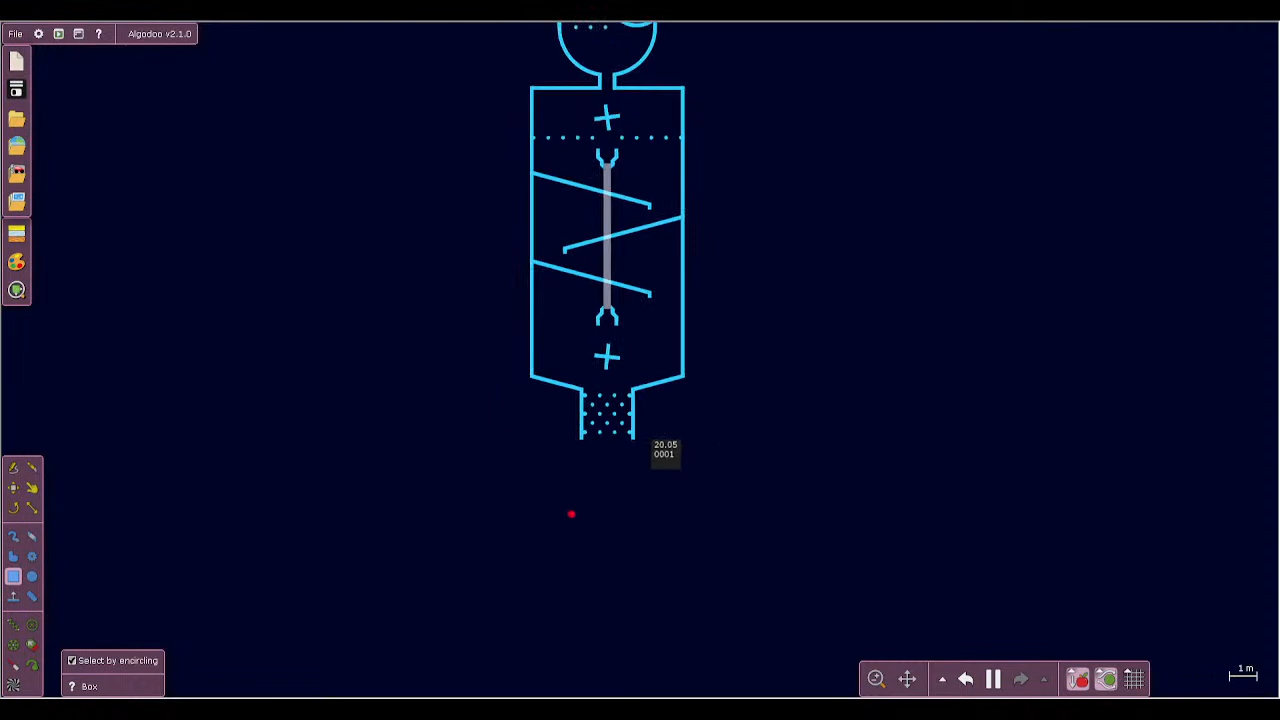 File ? Algodoo v2.1.0
20.05
0001
Select by encircling
? Box
1 m